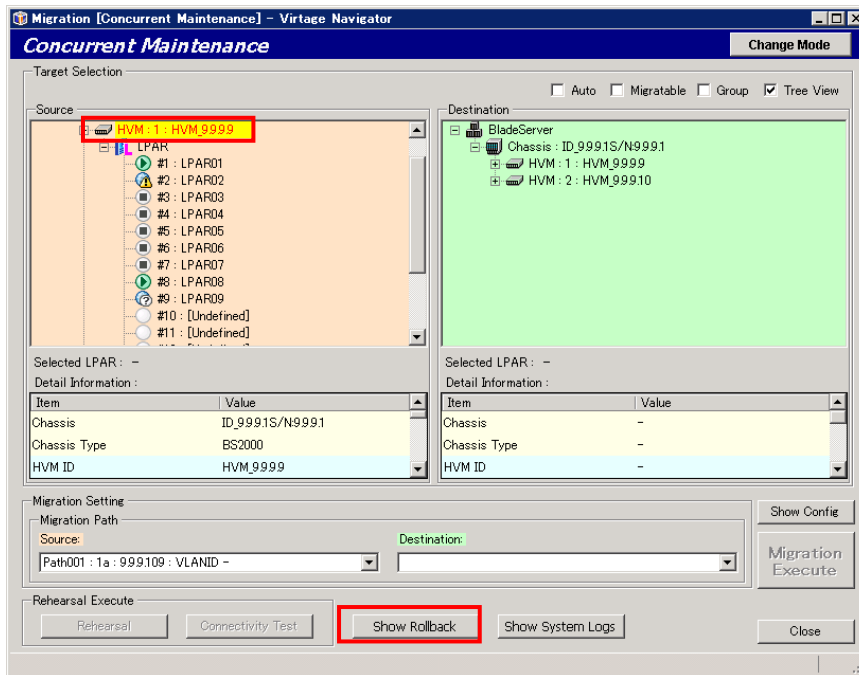 Migration [Concurrent Maintenance] - Virtage Navigator
Concurrent Maintenance
Change Mode
Target Selection
Auto Migratable Group Tree View
Source
HVM : 1 : HVM_9.9.9.9
LPAR
#1 : LPAR01
#2 : LPAR02
#3 : LPAR03
#4 : LPAR04
#5 : LPAR05
#6 : LPAR06
#7 : LPAR07
#8 : LPAR08
#9 : LPAR09
#10 : [Undefined]
#11 : [Undefined]
Selected LPAR : -
Detail Information :
Item Value
Chassis ID_9.9.9.1S/N:9.9.9.1
Chassis Type BS2000
HVM ID HVM_9.9.9.9
Destination
BladeServer
Chassis : ID_9.9.9.1S/N:9.9.9.1
HVM : 1 : HVM_9.9.9.9
HVM : 2 : HVM_9.9.9.10
Selected LPAR : -
Detail Information :
Item Value
Chassis -
Chassis Type -
HVM ID -
Migration Setting
Migration Path
Source:
Path001 : 1a : 9.9.9.109 : VLANID -
Destination:
Show Config
Migration
Execute
Rehearsal Execute
Rehearsal
Connectivity Test
Show Rollback
Show System Logs
Close